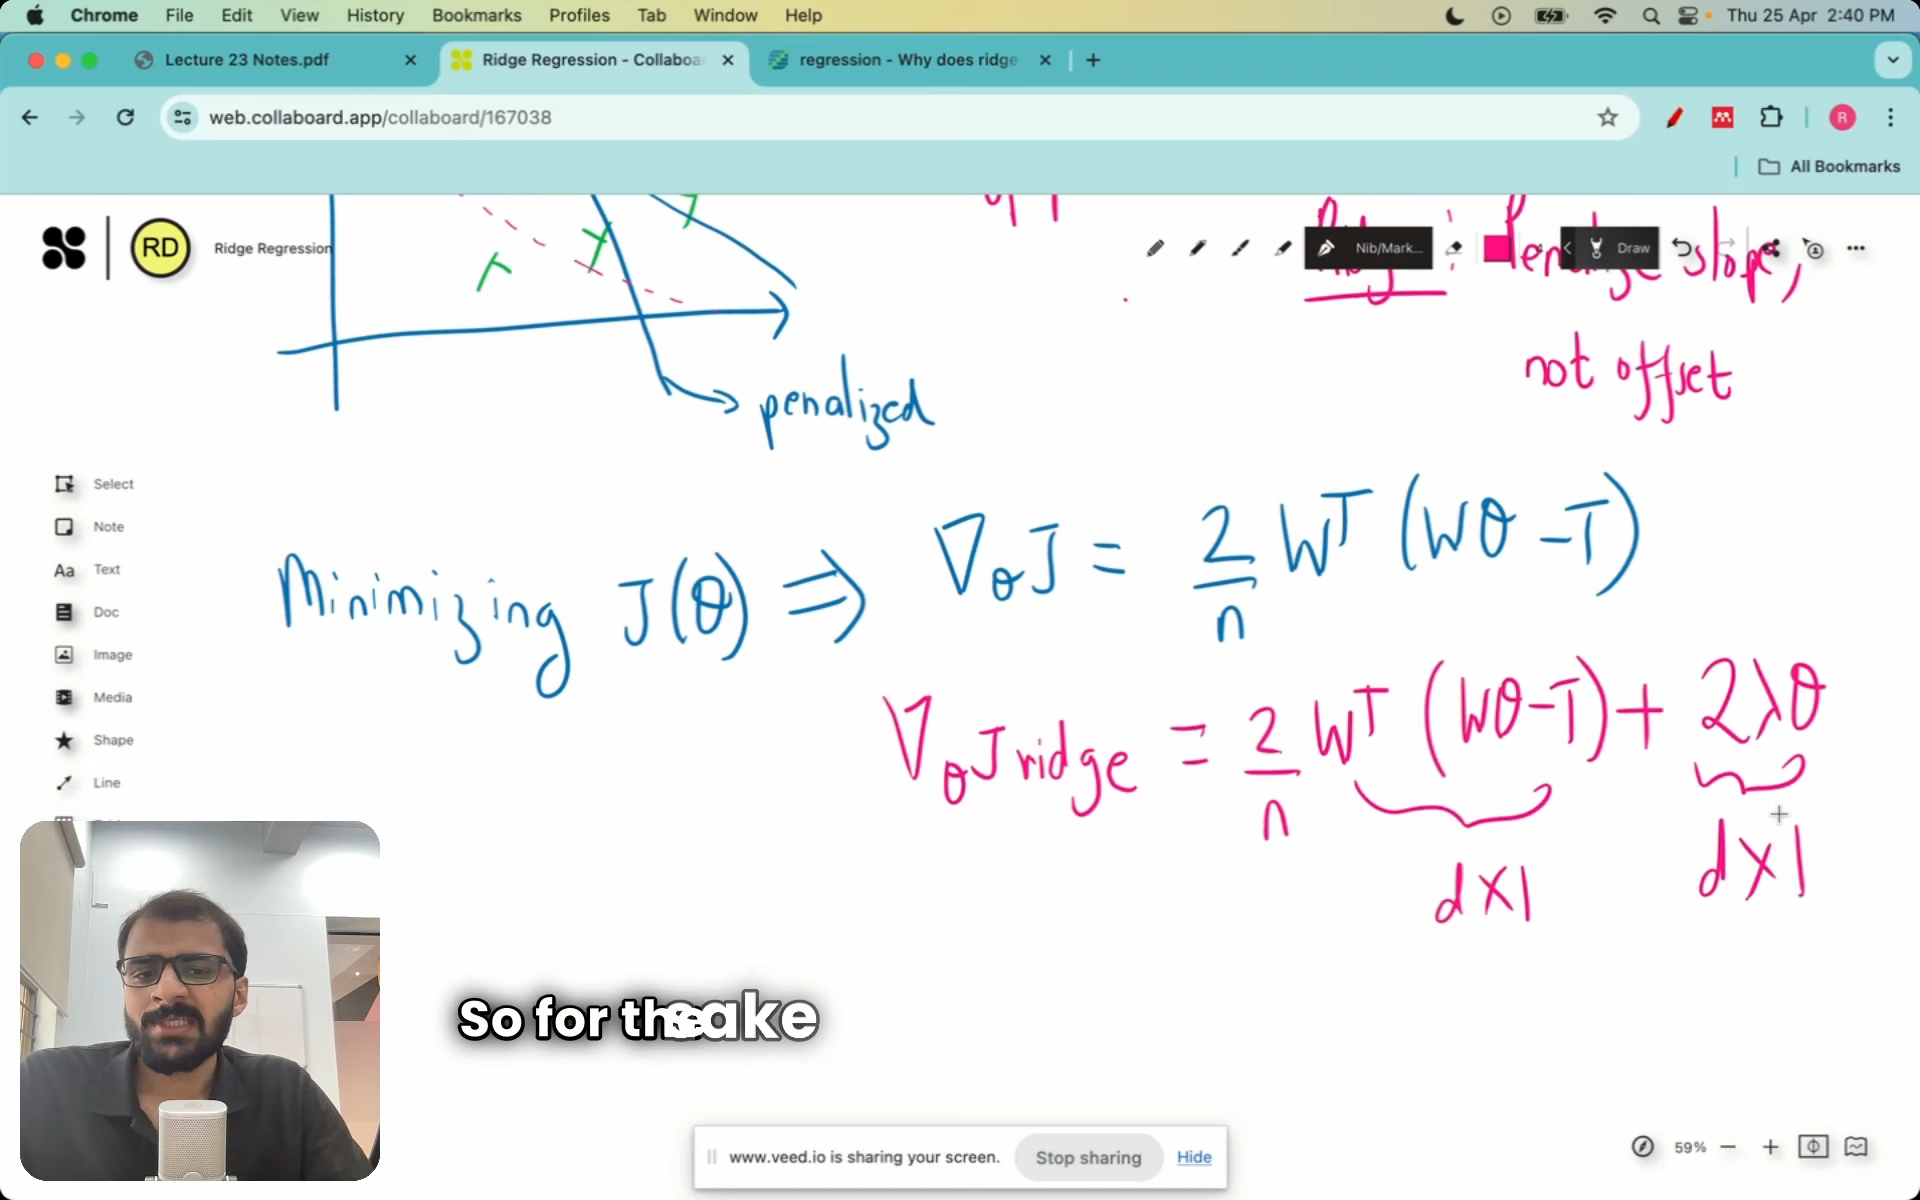 Chrome File Edit View History Bookmarks Profiles Tab Window Help Thu 25 Apr 2:40 PM
Lecture 23 Notes.pdf Ridge Regression - Collaboa regression - Why does ridge
web.collaboard.app/collaboard/167038 R
All Bookmarks
RD Ridge Regression Nib/Mark... Draw
slope,
not offset
penalized
Select
Note
Aa Text
Doc
Image
Media
Shape
Line
Minimizing J(θ) ⇒ ∇θJ = 2/n Wᵀ (Wθ - T)
∇θJ ridge = 2/n Wᵀ (Wθ - T) + 2λθ
d×1 d×1
So for the sake
www.veed.io is sharing your screen. Stop sharing Hide
59%